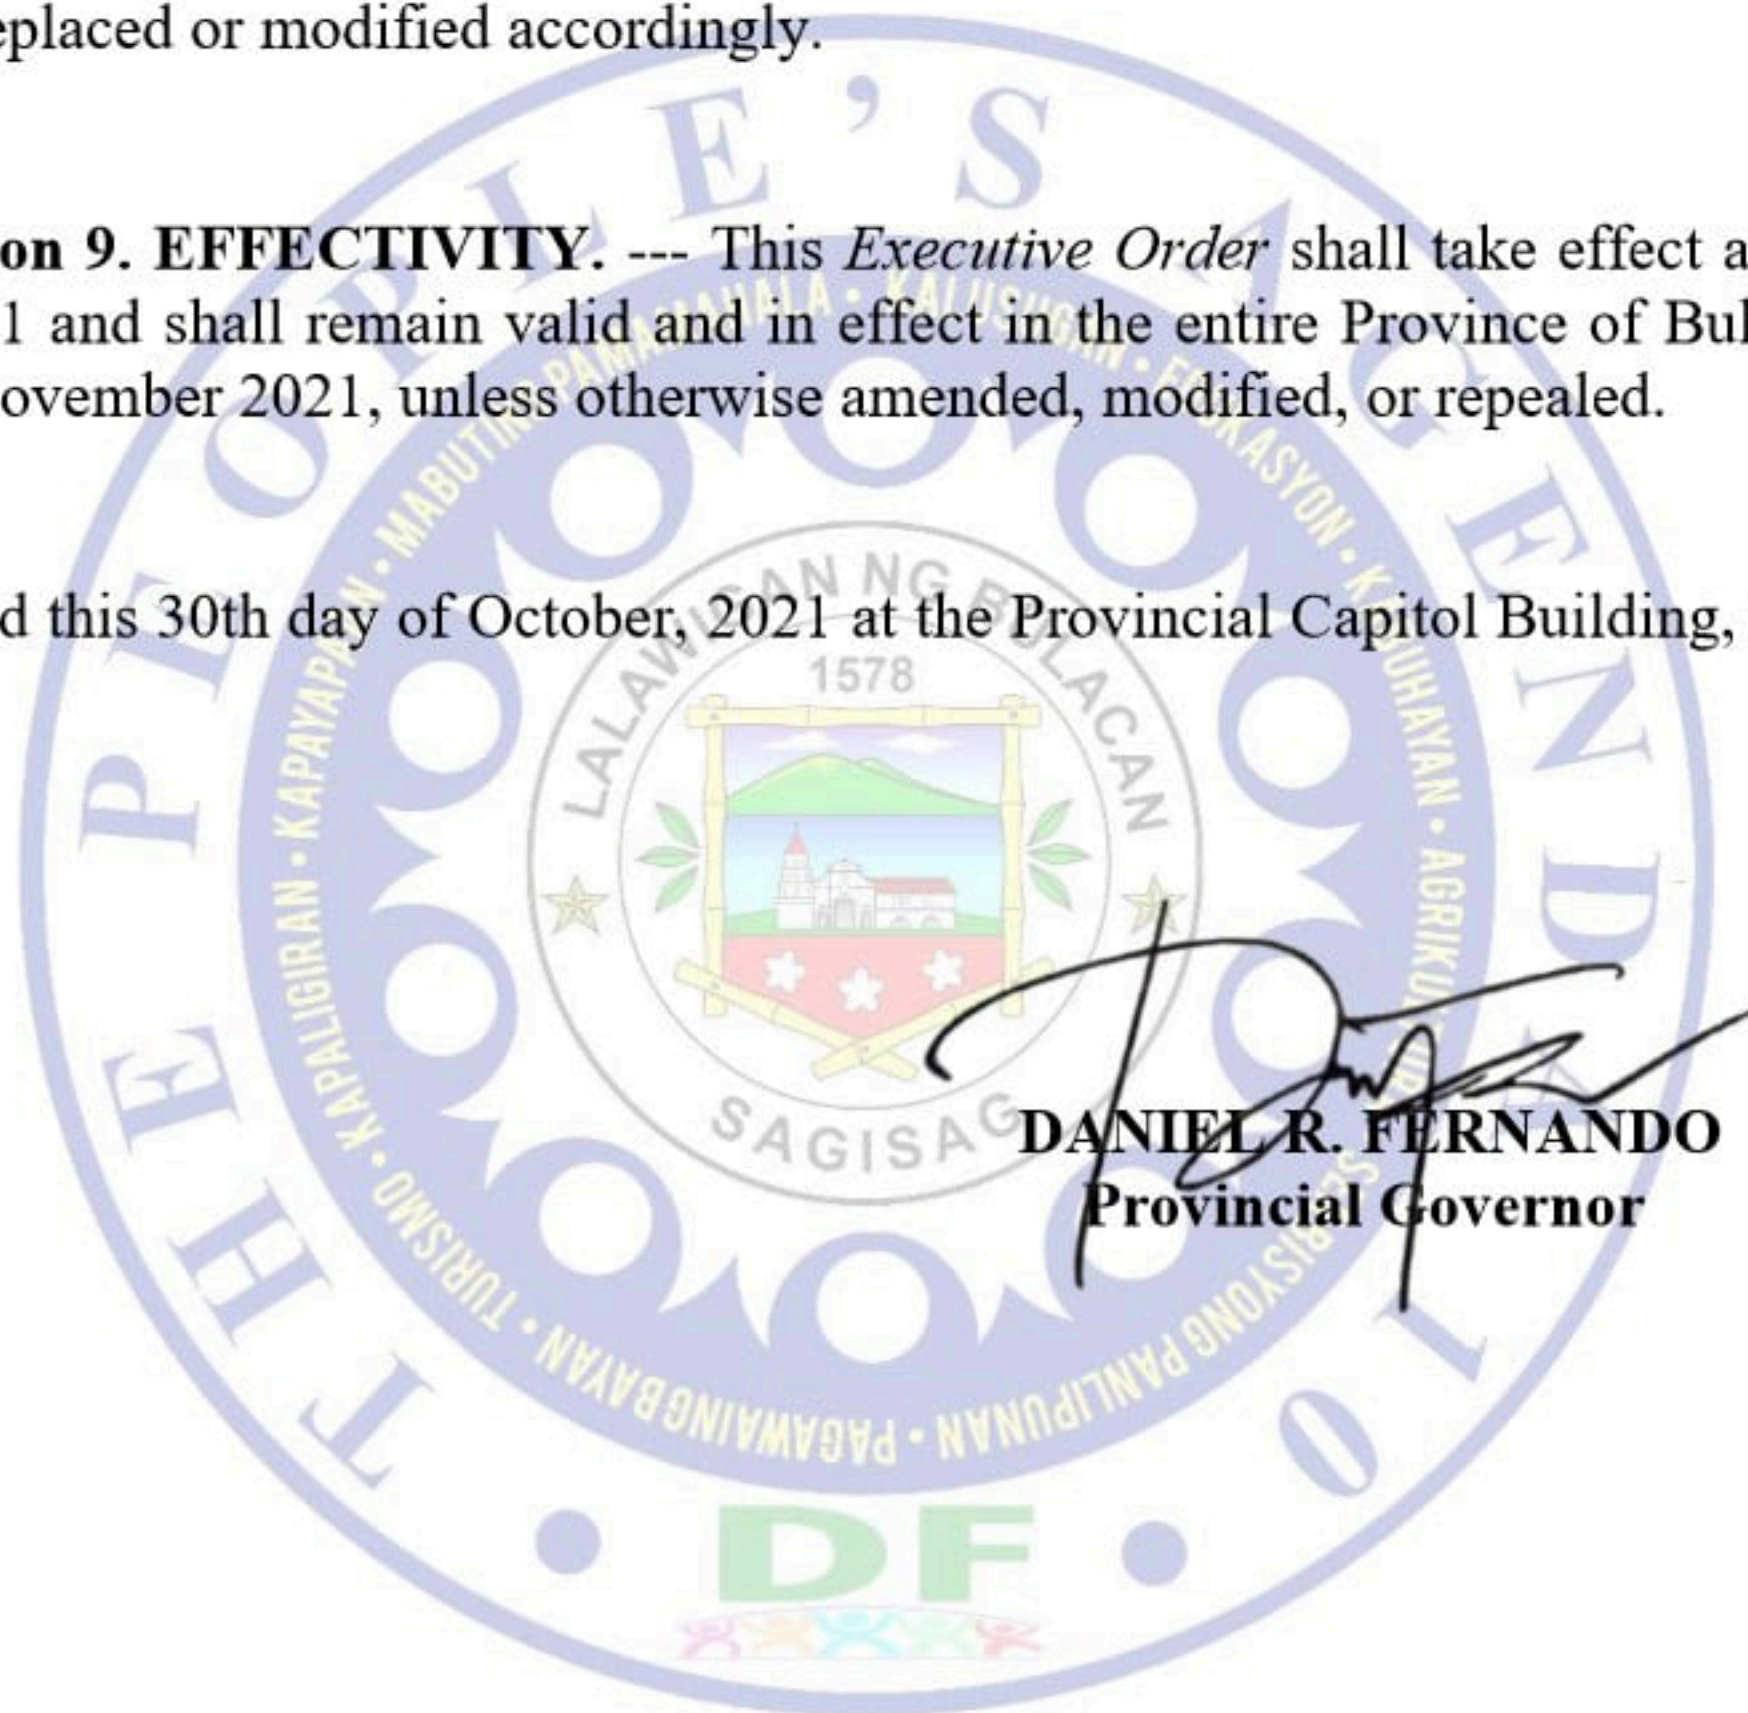 eplaced or modified accordingly.
on 9. EFFECTIVITY. --- This Executive Order shall take effect a
1 and shall remain valid and in effect in the entire Province of Bul
ovember 2021, unless otherwise amended, modified, or repealed.
d this 30th day of October, 2021 at the Provincial Capitol Building,
DANIEL R. FERNANDO
Provincial Governor
THE PEOPLE'S AGENDA 10
MABUTING PAMAMAHALA • KALUSUGAN • EDUKASYON • KABUHAYAN • AGRIKULTURA • SERBISYONG PANLIPUNAN • PAGAWAING BAYAN • TURISMO • KAPALIGIRAN • KAPAYAPAAN •
LALAWIGAN NG BULACAN
1578
SAGISAG
DF